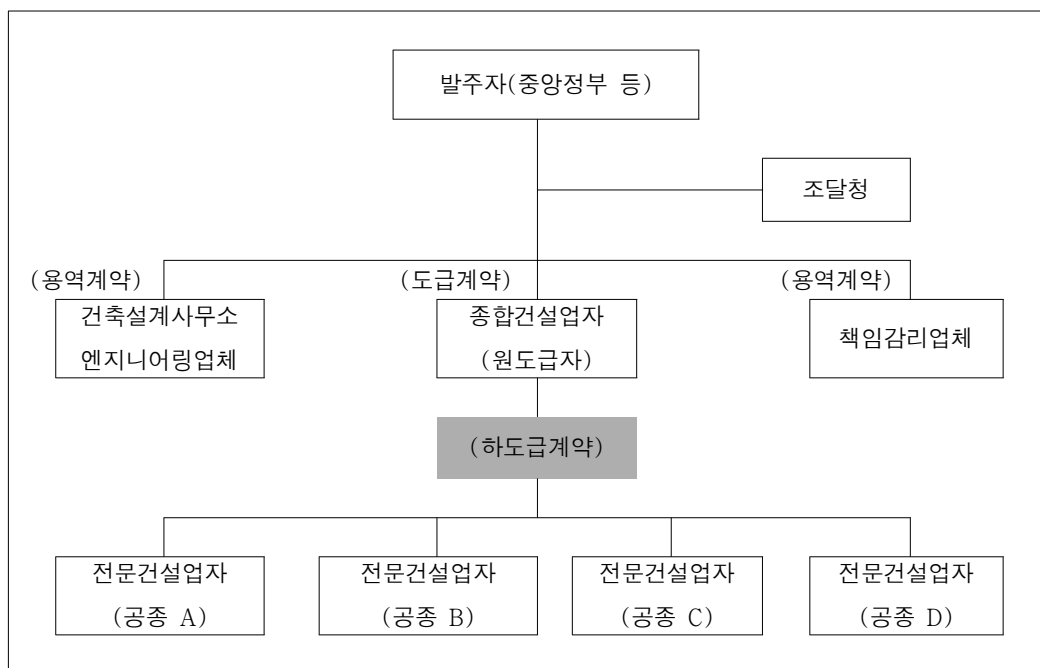 발주자(중앙정부 등)
조달청
(용역계약)
(도급계약)
(용역계약)
건축설계사무소
엔지니어링업체
종합건설업자
(원도급자)
책임감리업체
(하도급계약)
전문건설업자
(공종 A)
전문건설업자
(공종 B)
전문건설업자
(공종 C)
전문건설업자
(공종 D)